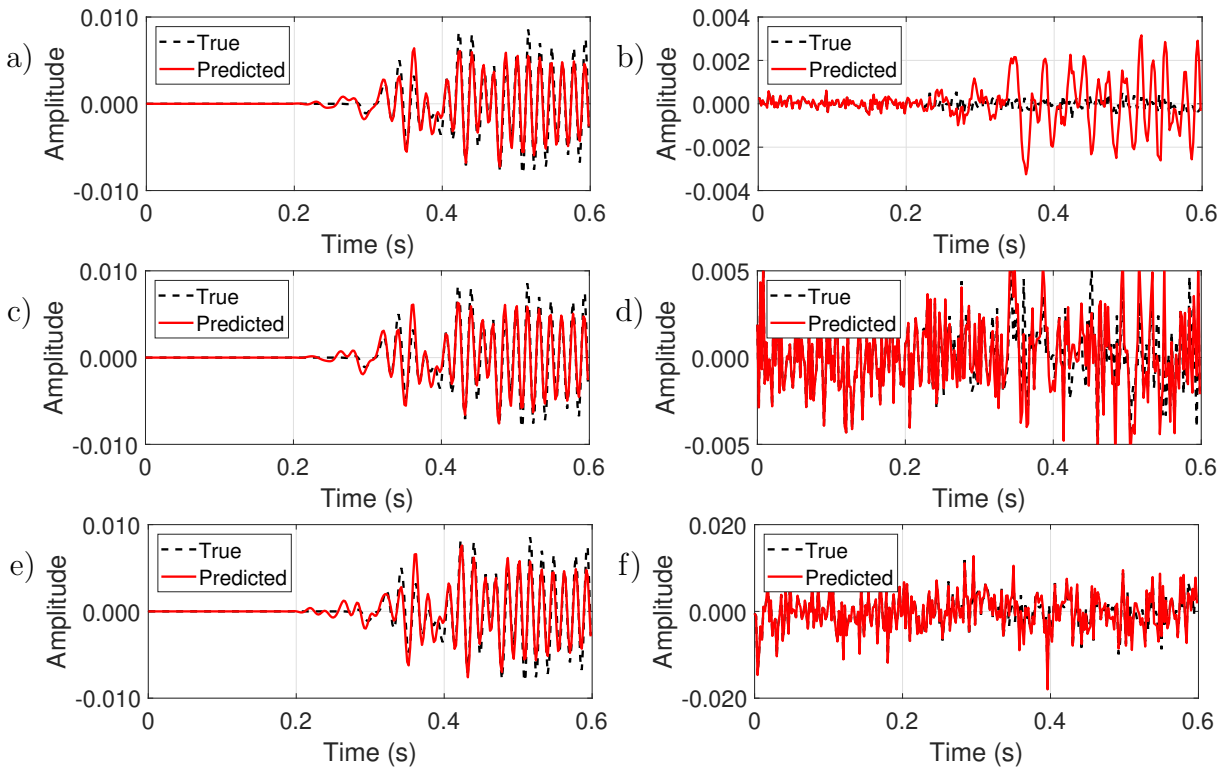 a)
Amplitude
0.010
0.000
-0.010
True
Predicted
0 0.2 0.4 0.6
Time (s)
b)
Amplitude
0.004
0.002
0.000
-0.002
-0.004
True
Predicted
0 0.2 0.4 0.6
Time (s)
c)
Amplitude
0.010
0.000
-0.010
True
Predicted
0 0.2 0.4 0.6
Time (s)
d)
Amplitude
0.005
0.000
-0.005
True
Predicted
0 0.2 0.4 0.6
Time (s)
e)
Amplitude
0.010
0.000
-0.010
True
Predicted
0 0.2 0.4 0.6
Time (s)
f)
Amplitude
0.020
0.000
-0.020
True
Predicted
0 0.2 0.4 0.6
Time (s)